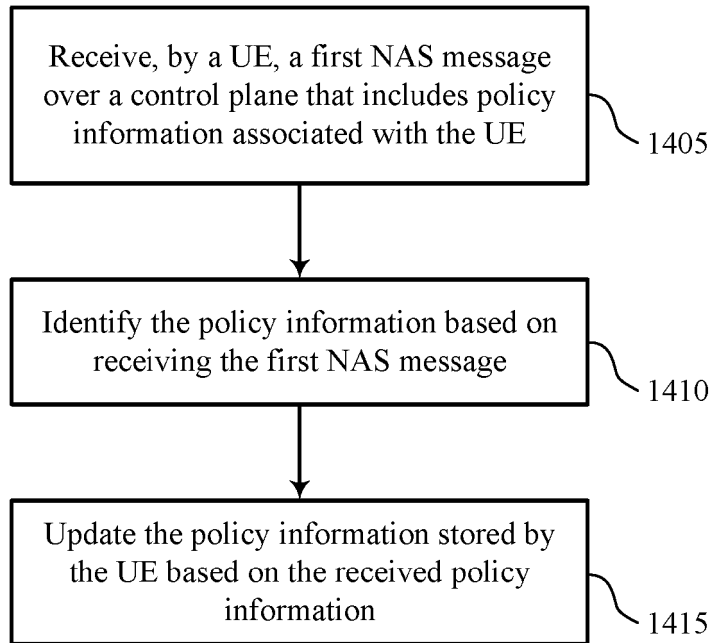 Receive, by a UE, a first NAS message
over a control plane that includes policy
information associated with the UE
1405
Identify the policy information based on
receiving the first NAS message
1410
Update the policy information stored by
the UE based on the received policy
information
1415